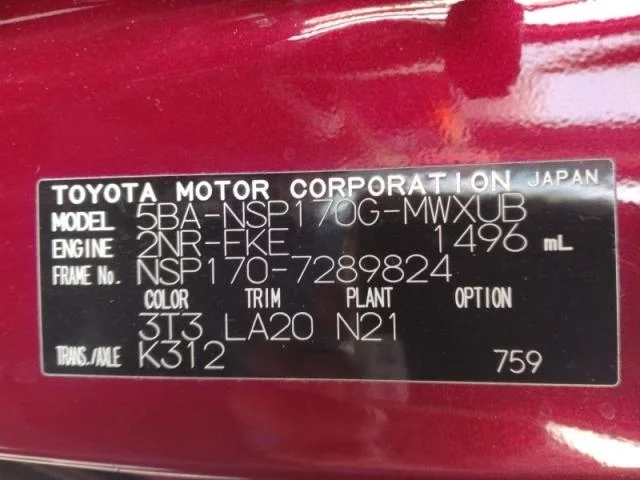 TOYOTA MOTOR CORPORATION JAPAN
MODEL 5BA-NSP170G-MWXUB
ENGINE 2NR-FKE 1496 mL
FRAME No. NSP170-7289824
COLOR TRIM PLANT OPTION
3T3 LA20 N21
TRANS./AXLE K312 759